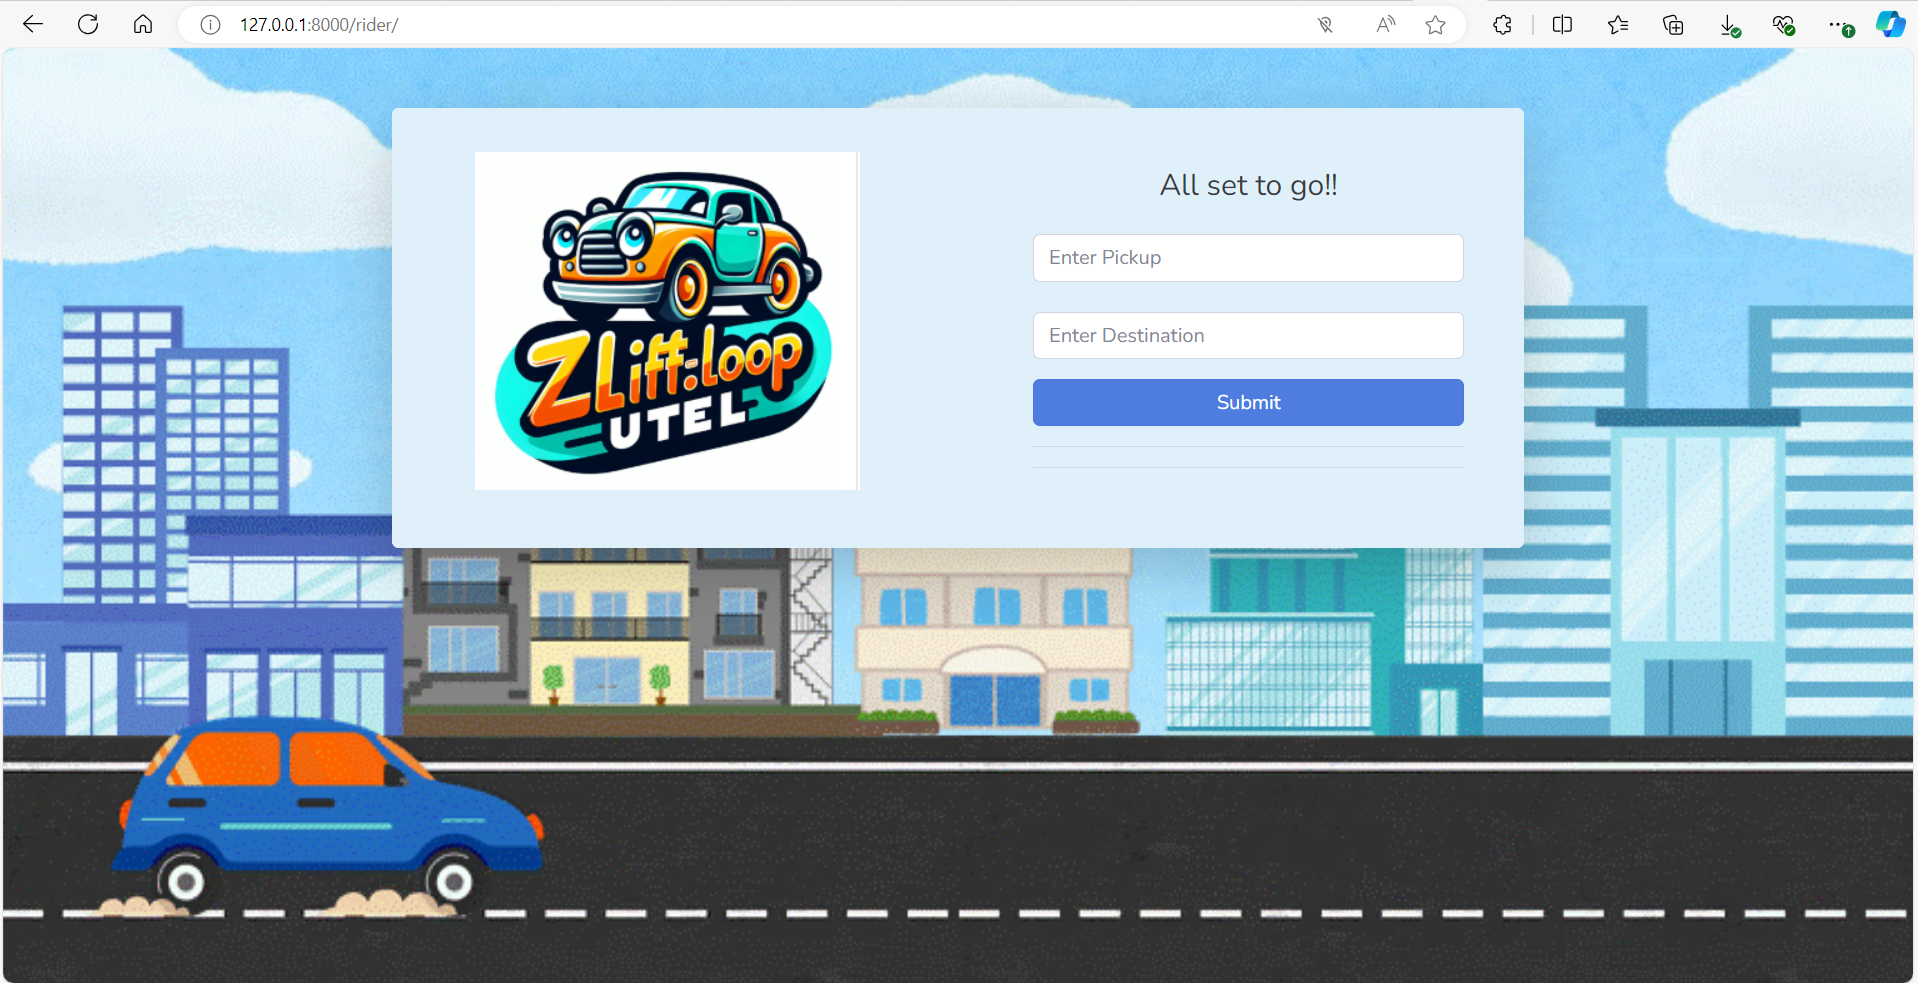 127.0.0.1:8000/rider/
ZLift:loop
UTEL
All set to go!!
Enter Pickup
Enter Destination
Submit